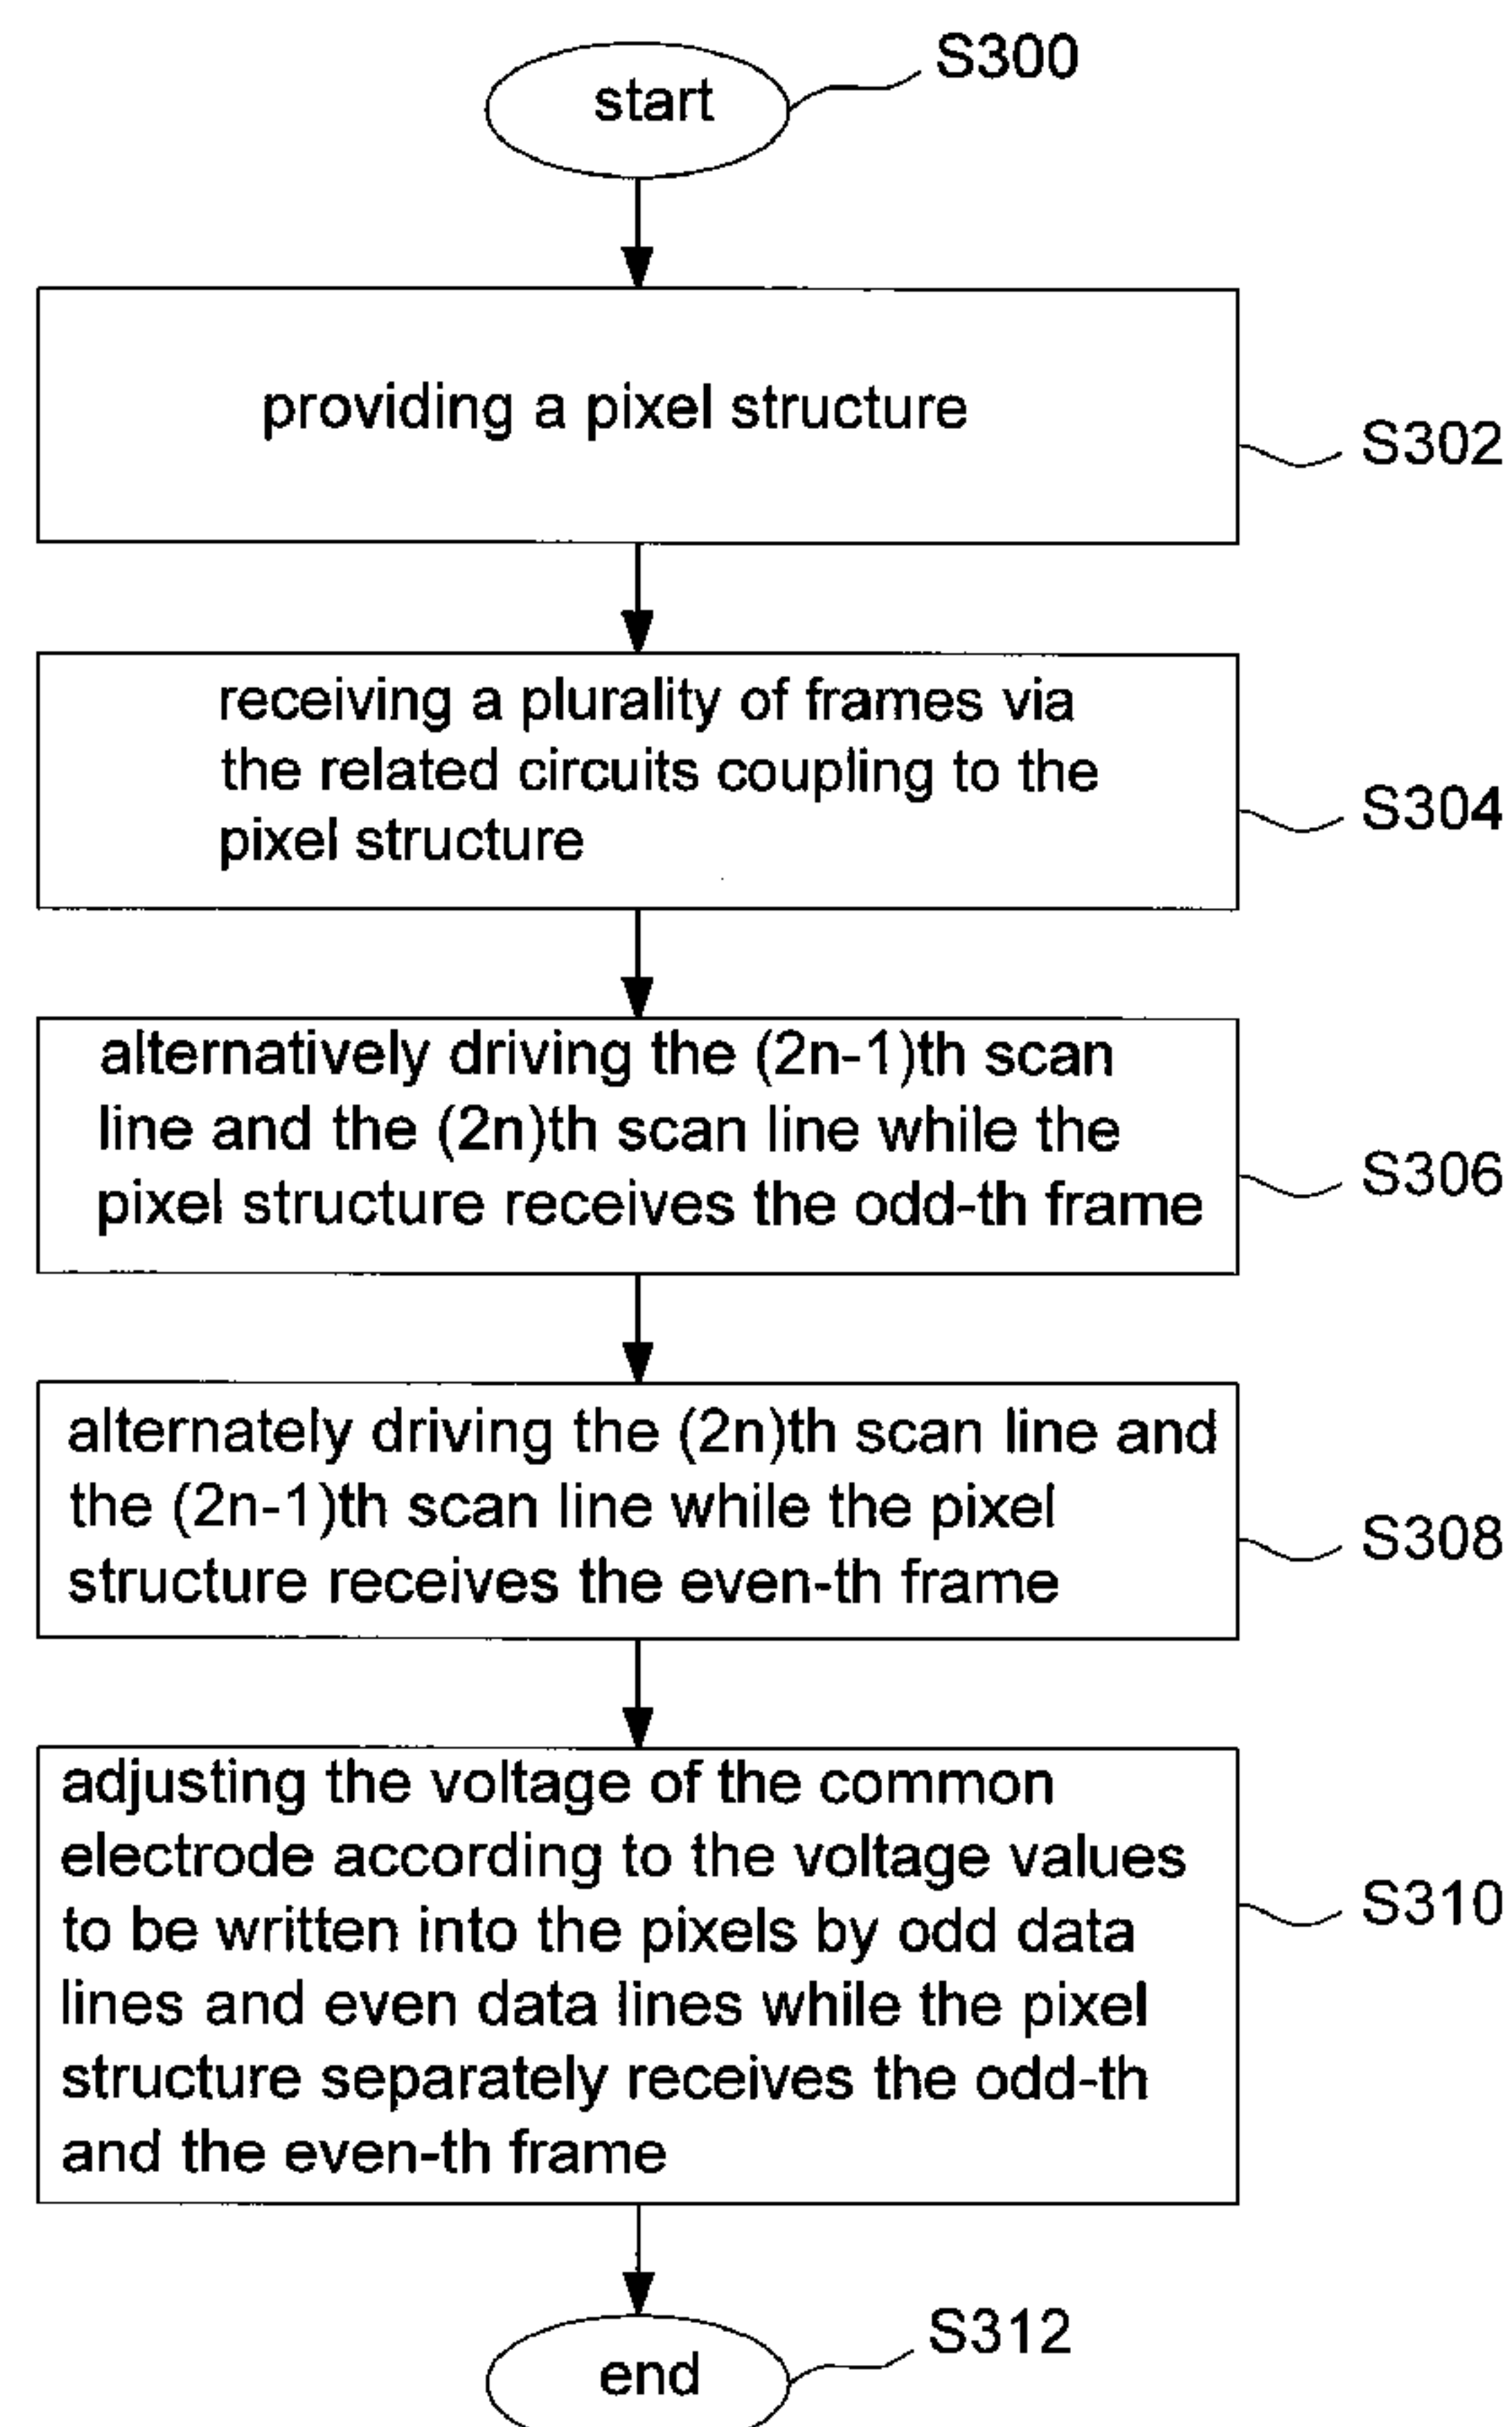 start
S300
providing a pixel structure
S302
receiving a plurality of frames via
the related circuits coupling to the
pixel structure
S304
alternatively driving the (2n-1)th scan
line and the (2n)th scan line while the
pixel structure receives the odd-th frame
S306
alternately driving the (2n)th scan line and
the (2n-1)th scan line while the pixel
structure receives the even-th frame
S308
adjusting the voltage of the common
electrode according to the voltage values
to be written into the pixels by odd data
lines and even data lines while the pixel
structure separately receives the odd-th
and the even-th frame
S310
end
S312